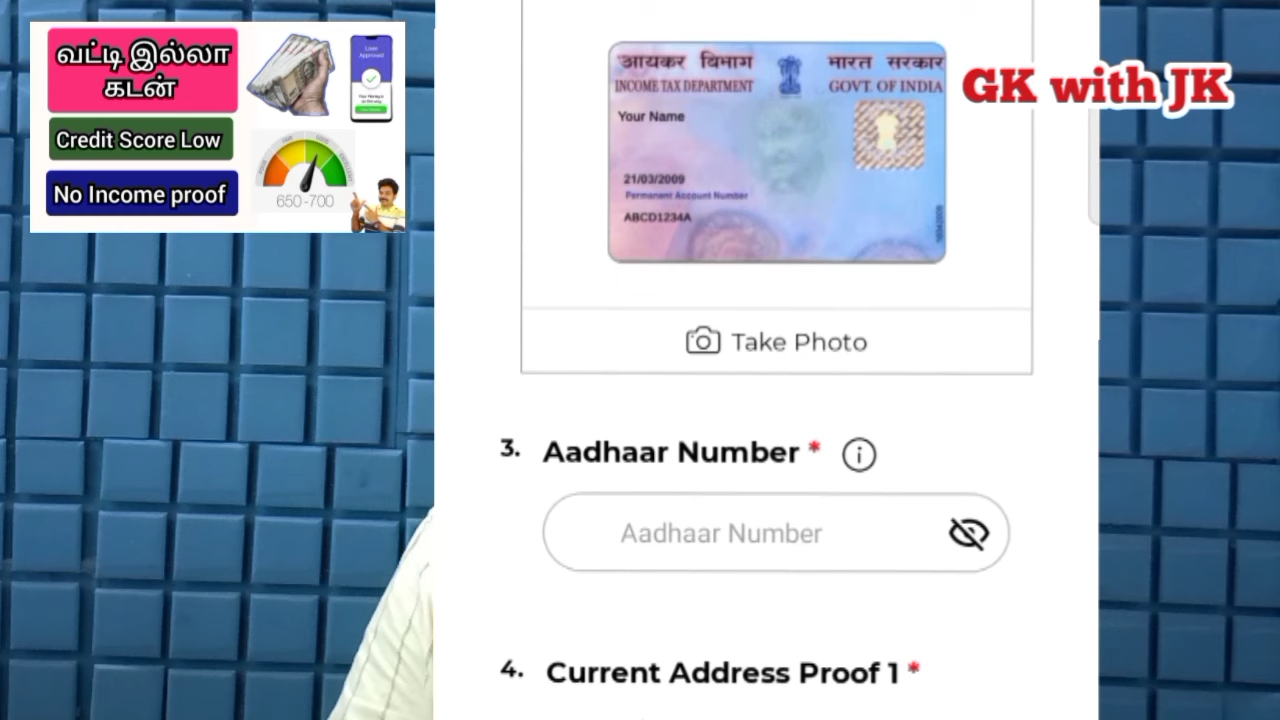 வட்டி இல்லா
கடன்
Credit Score Low
No Income proof
Loan
Approved
650-700
GK with JK
आयकर विभाग
भारत सरकार
INCOME TAX DEPARTMENT
GOVT. OF INDIA
Your Name
21/03/2009
Permanent Account Number
ABCD1234A
Take Photo
3. Aadhaar Number *
Aadhaar Number
4. Current Address Proof 1 *